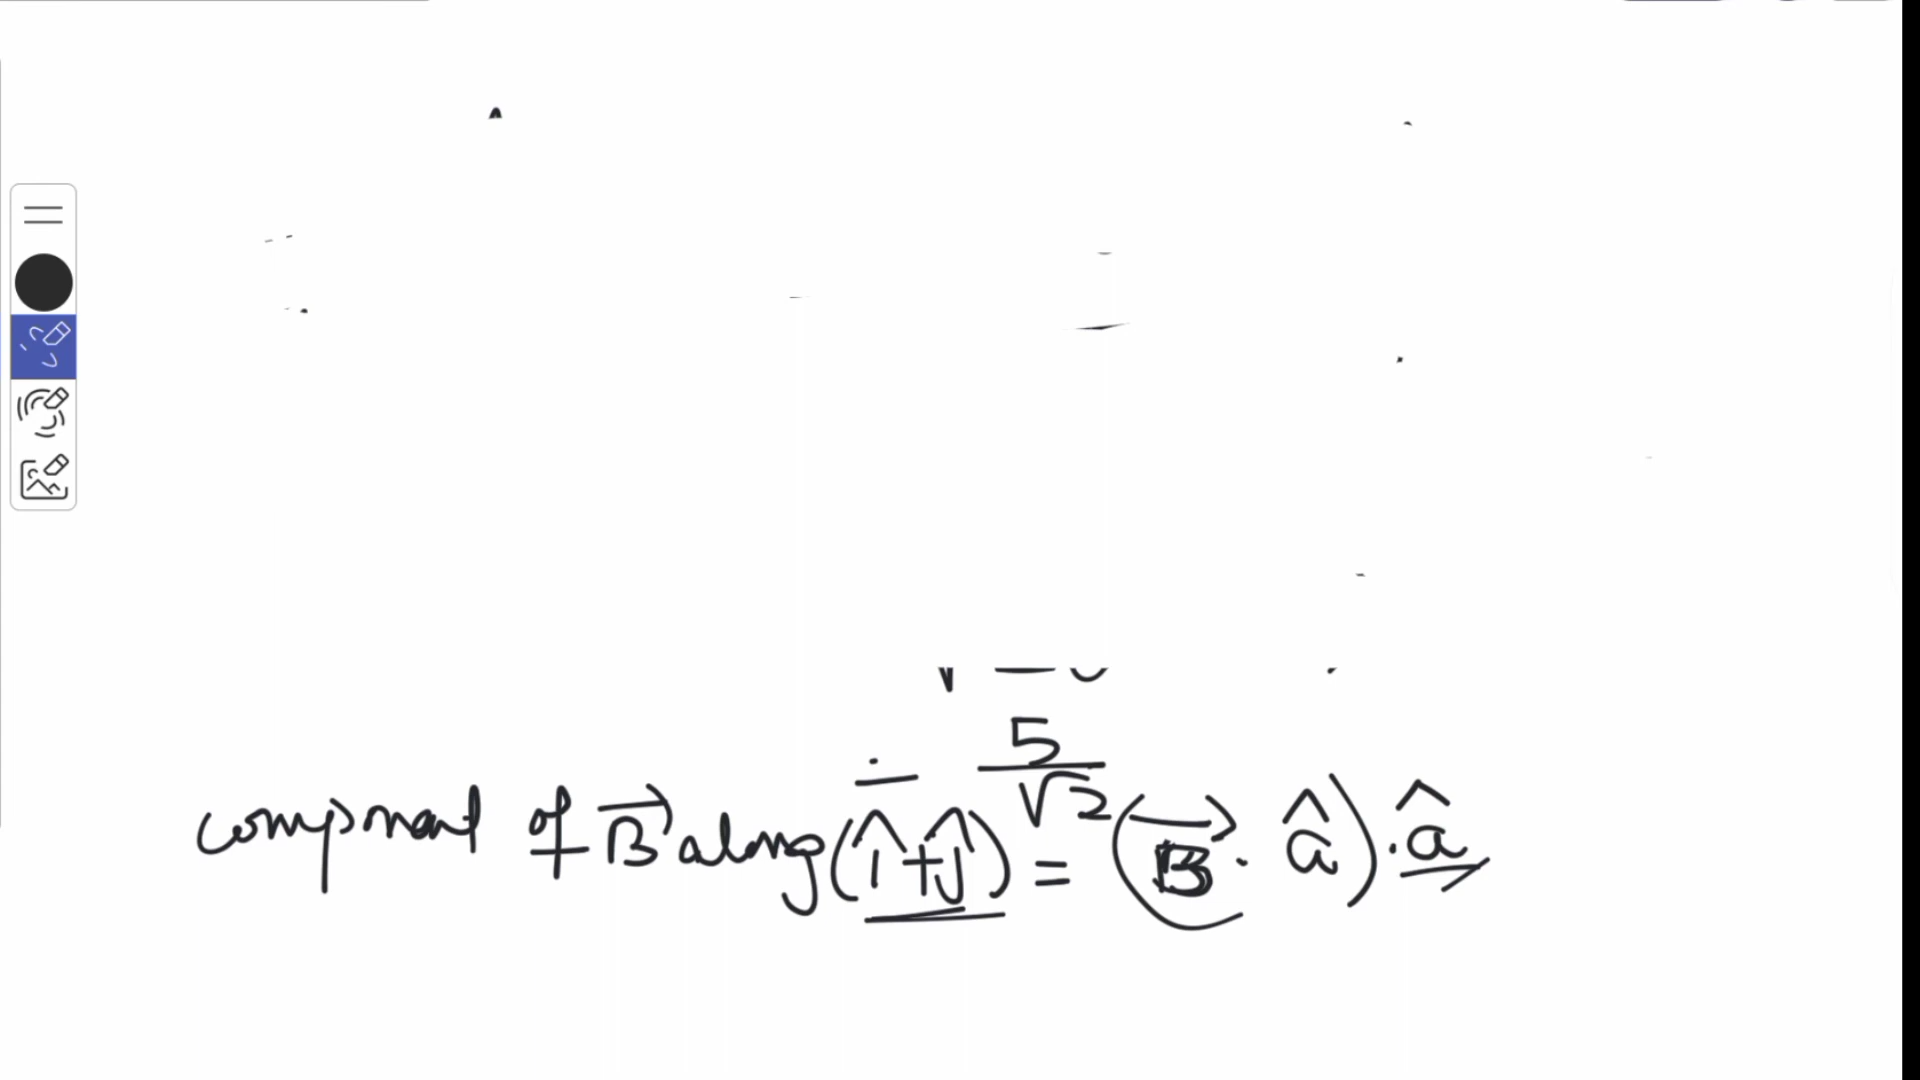 5
√2
component of B⃗ along (î+ĵ) = (B⃗ · â) · â